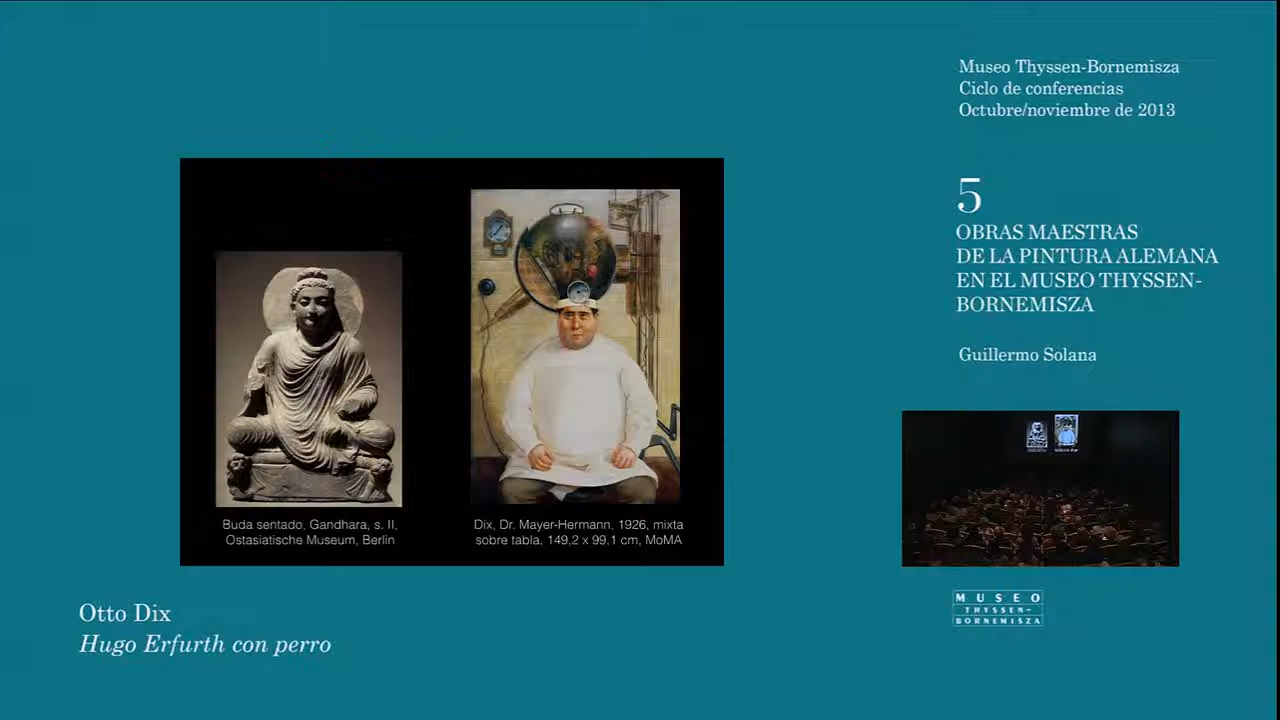 Museo Thyssen-Bornemisza
Ciclo de conferencias
Octubre/noviembre de 2013
5
OBRAS MAESTRAS
DE LA PINTURA ALEMANA
EN EL MUSEO THYSSEN-
BORNEMISZA
Guillermo Solana
Buda sentado, Gandhara, s. II,
Ostasiatische Museum, Berlin
Dix, Dr. Mayer-Hermann, 1926, mixta
sobre tabla, 149,2 x 99,1 cm, MoMA
Otto Dix
Hugo Erfurth con perro
MUSEO
THYSSEN-
BORNEMISZA